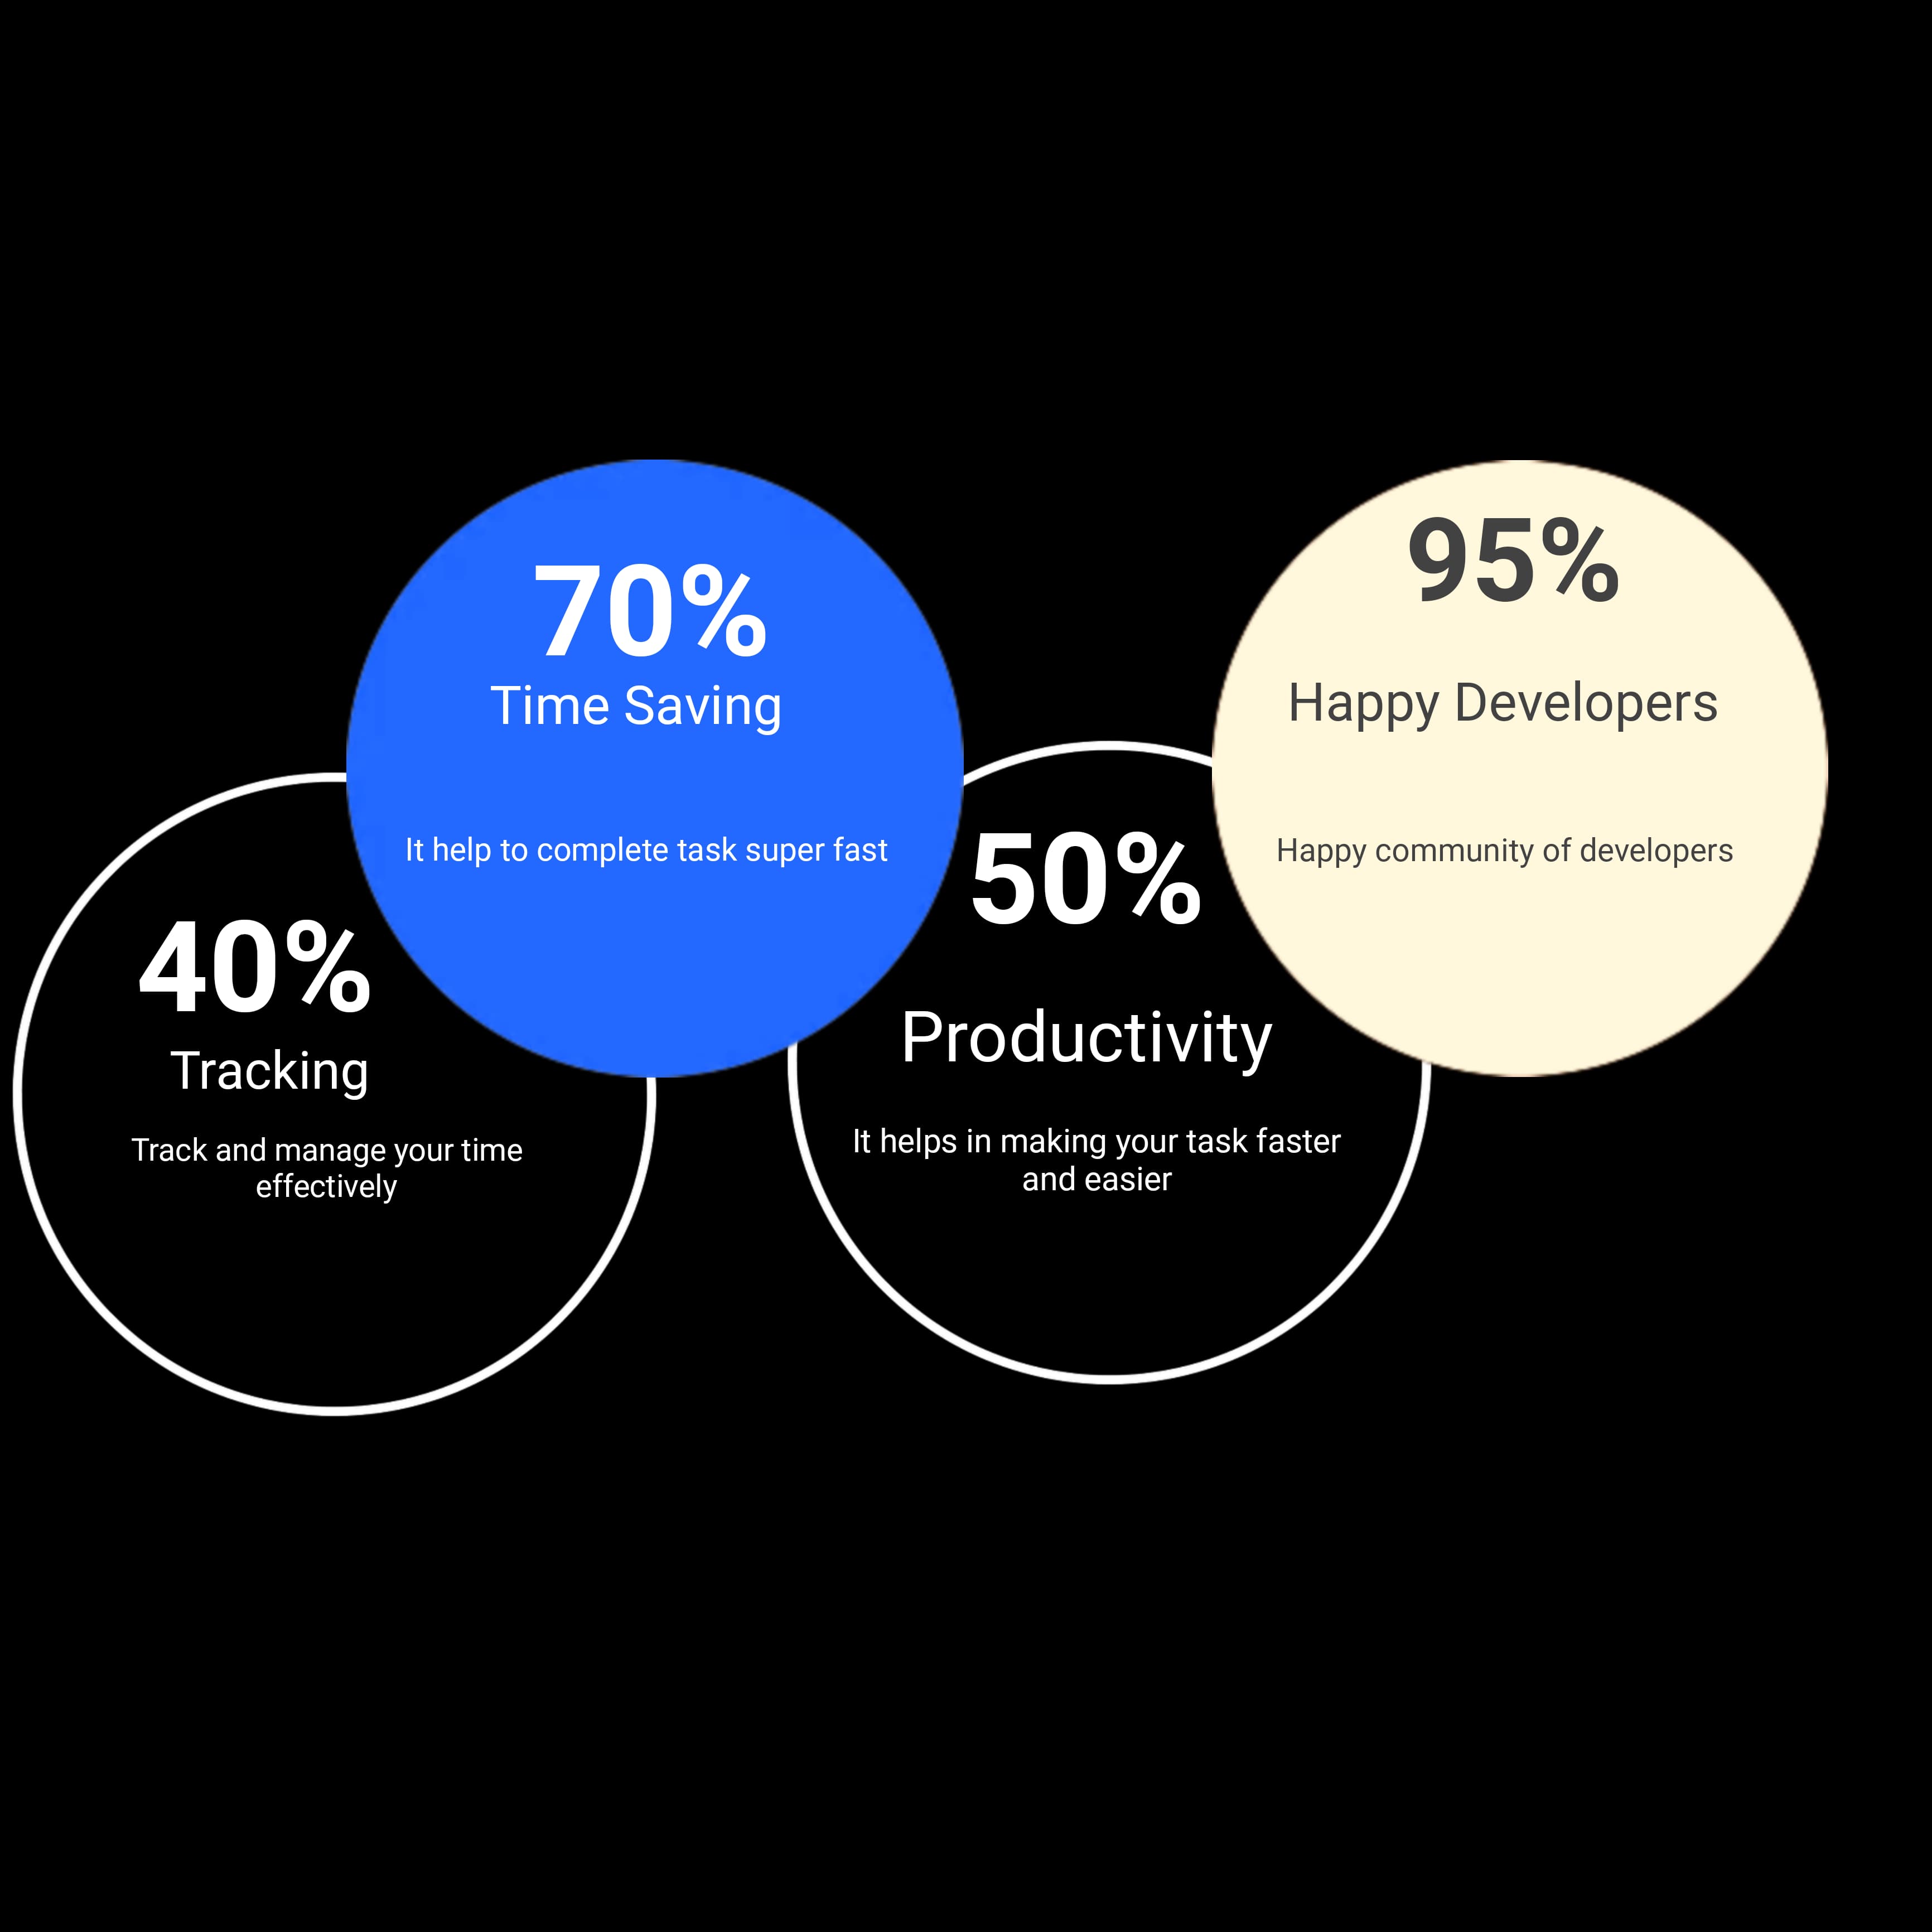 40%
Tracking
Track and manage your time
effectively
70%
Time Saving
It help to complete task super fast
50%
Productivity
It helps in making your task faster
and easier
95%
Happy Developers
Happy community of developers